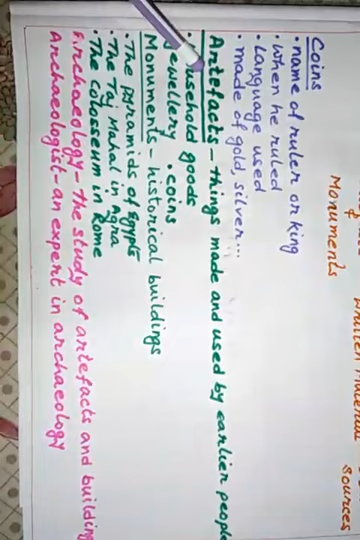 written material
sources
&
Monuments
Coins
• name of ruler or king
• when he ruled
• Language used
• made of gold, silver...
Artefacts - things made and used by earlier people
household goods
jewellery • coins
Monuments - historical buildings
• The pyramids of Egypt
• The Taj Mahal in Agra
• The Colosseum in Rome
Archaeology - the study of artefacts and building
Archaeologist - an expert in archaeology